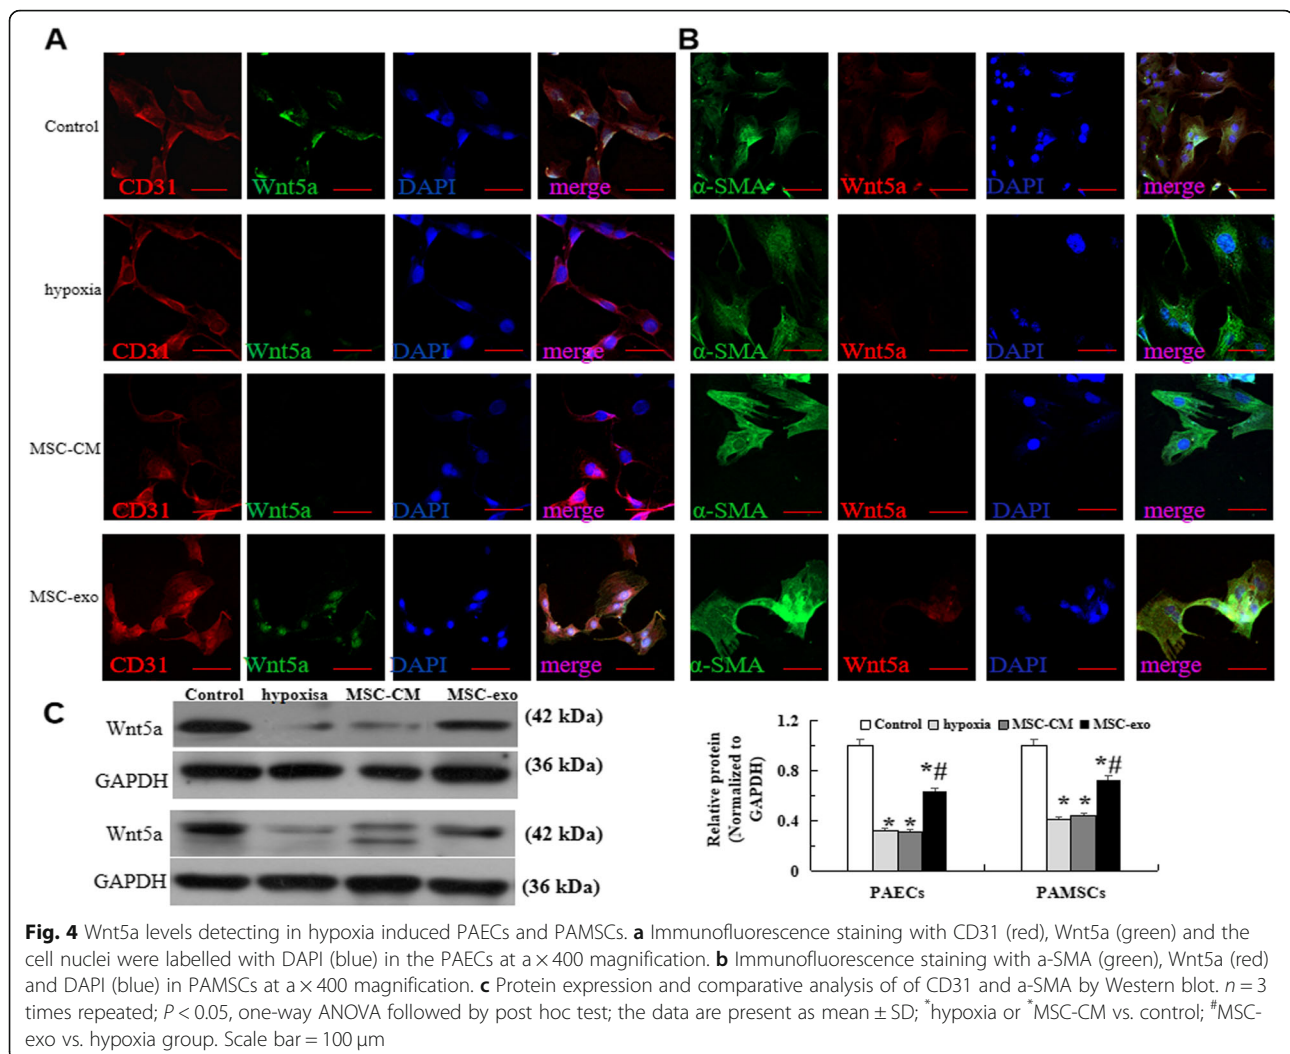 A
B
Control
CD31 Wnt5a DAPI merge α-SMA Wnt5a DAPI merge
hypoxia
CD31 Wnt5a DAPI merge α-SMA Wnt5a DAPI merge
MSC-CM
CD31 Wnt5a DAPI merge α-SMA Wnt5a DAPI merge
MSC-exo
CD31 Wnt5a DAPI merge α-SMA Wnt5a DAPI merge
C
Control hypoxisa MSC-CM MSC-exo
Wnt5a (42 kDa)
GAPDH (36 kDa)
Wnt5a (42 kDa)
GAPDH (36 kDa)
Relative protein
(Normalized to
GAPDH)
1.2
0.8
0.4
0
Control hypoxia MSC-CM MSC-exo
* * *# * * *#
PAECs PAMSCs
Fig. 4 Wnt5a levels detecting in hypoxia induced PAECs and PAMSCs. a Immunofluorescence staining with CD31 (red), Wnt5a (green) and the
cell nuclei were labelled with DAPI (blue) in the PAECs at a × 400 magnification. b Immunofluorescence staining with a-SMA (green), Wnt5a (red)
and DAPI (blue) in PAMSCs at a × 400 magnification. c Protein expression and comparative analysis of of CD31 and a-SMA by Western blot. n = 3
times repeated; P < 0.05, one-way ANOVA followed by post hoc test; the data are present as mean ± SD; *hypoxia or *MSC-CM vs. control; #MSC-
exo vs. hypoxia group. Scale bar = 100 μm